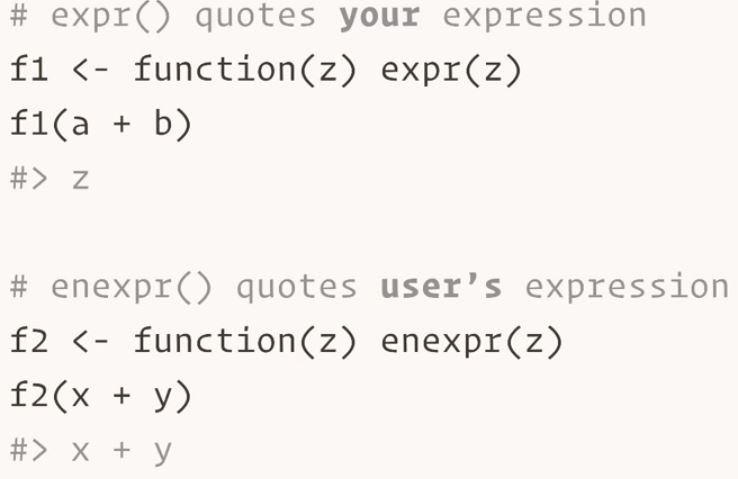 # expr() quotes your expression
f1 <- function(z) expr(z)
f1(a + b)
#> z
# enexpr() quotes user’s expression
f2 <- function(z) enexpr(z)
f2(x + y)
#> x + y